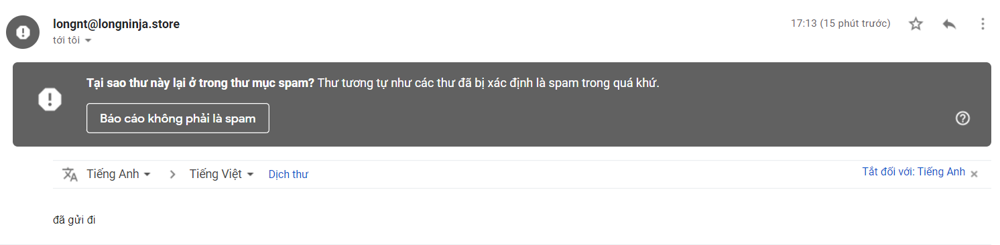 longnt@longninja.store
17:13 (15 phút trước)
tới tôi
Tại sao thư này lại ở trong thư mục spam? Thư tương tự như các thư đã bị xác định là spam trong quá khứ.
Báo cáo không phải là spam
Tiếng Anh > Tiếng Việt Dịch thư
Tắt đối với: Tiếng Anh
đã gửi đi